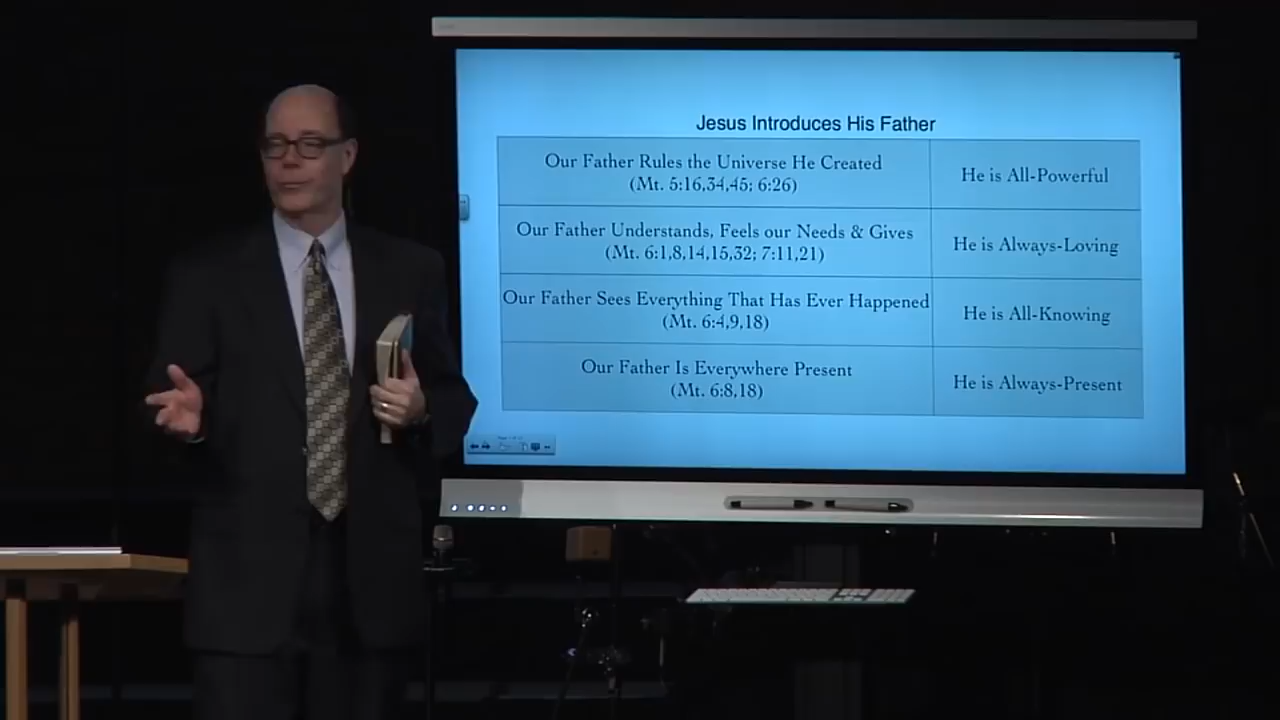 Jesus Introduces His Father
Our Father Rules the Universe He Created
(Mt. 5:16,34,45; 6:26)
He is All-Powerful
Our Father Understands, Feels our Needs & Gives
(Mt. 6:1,8,14,15,32; 7:11,21)
He is Always-Loving
Our Father Sees Everything That Has Ever Happened
(Mt. 6:4,9,18)
He is All-Knowing
Our Father Is Everywhere Present
(Mt. 6:8,18)
He is Always-Present